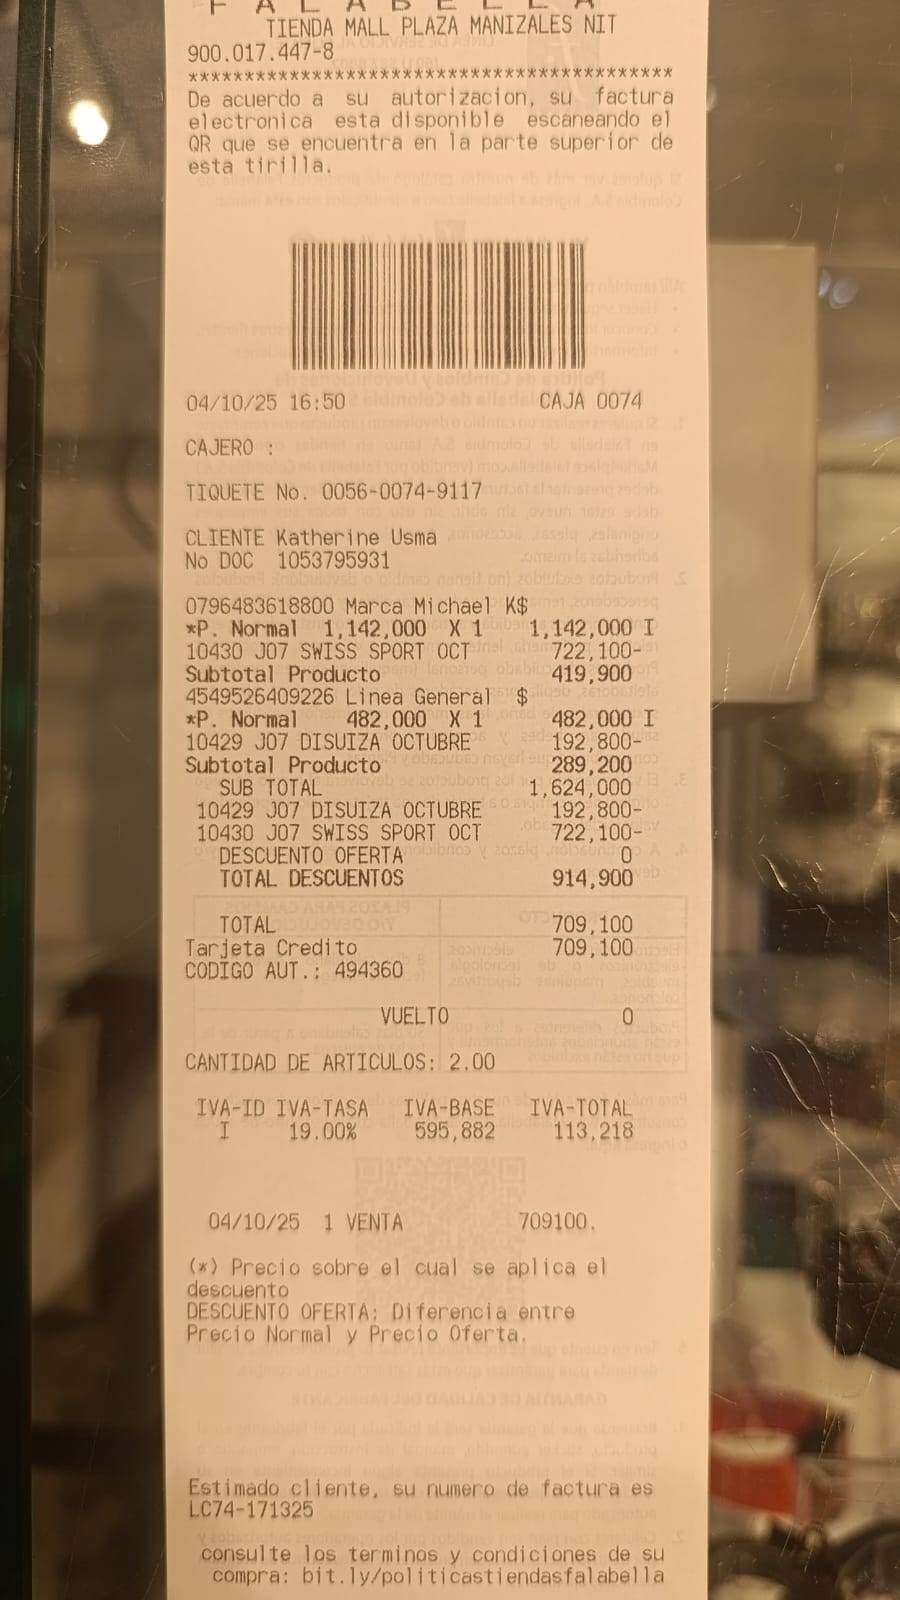 F A L A B E L L A
TIENDA MALL PLAZA MANIZALES NIT
900.017.447-8
*******************************************
De acuerdo a su autorizacion, su factura
electronica esta disponible escaneando el
QR que se encuentra en la parte superior de
esta tirilla.
04/10/25 16:50 CAJA 0074
CAJERO :
TIQUETE No. 0056-0074-9117
CLIENTE Katherine Usma
No DOC 1053795931
0796483618800 Marca Michael K$
*P. Normal 1,142,000 X 1 1,142,000 I
10430 J07 SWISS SPORT OCT 722,100-
Subtotal Producto 419,900
4549526409226 Linea General $
*P. Normal 482,000 X 1 482,000 I
10429 J07 DISUIZA OCTUBRE 192,800-
Subtotal Producto 289,200
SUB TOTAL 1,624,000
10429 J07 DISUIZA OCTUBRE 192,800-
10430 J07 SWISS SPORT OCT 722,100-
DESCUENTO OFERTA 0
TOTAL DESCUENTOS 914,900
TOTAL 709,100
Tarjeta Credito 709,100
CODIGO AUT.: 494360
VUELTO 0
CANTIDAD DE ARTICULOS: 2.00
IVA-ID IVA-TASA IVA-BASE IVA-TOTAL
I 19.00% 595,882 113,218
04/10/25 1 VENTA 709100.
(*) Precio sobre el cual se aplica el
descuento
DESCUENTO OFERTA: Diferencia entre
Precio Normal y Precio Oferta.
Estimado cliente, su numero de factura es
LC74-171325
consulte los terminos y condiciones de su
compra: bit.ly/politicastiendasfalabella